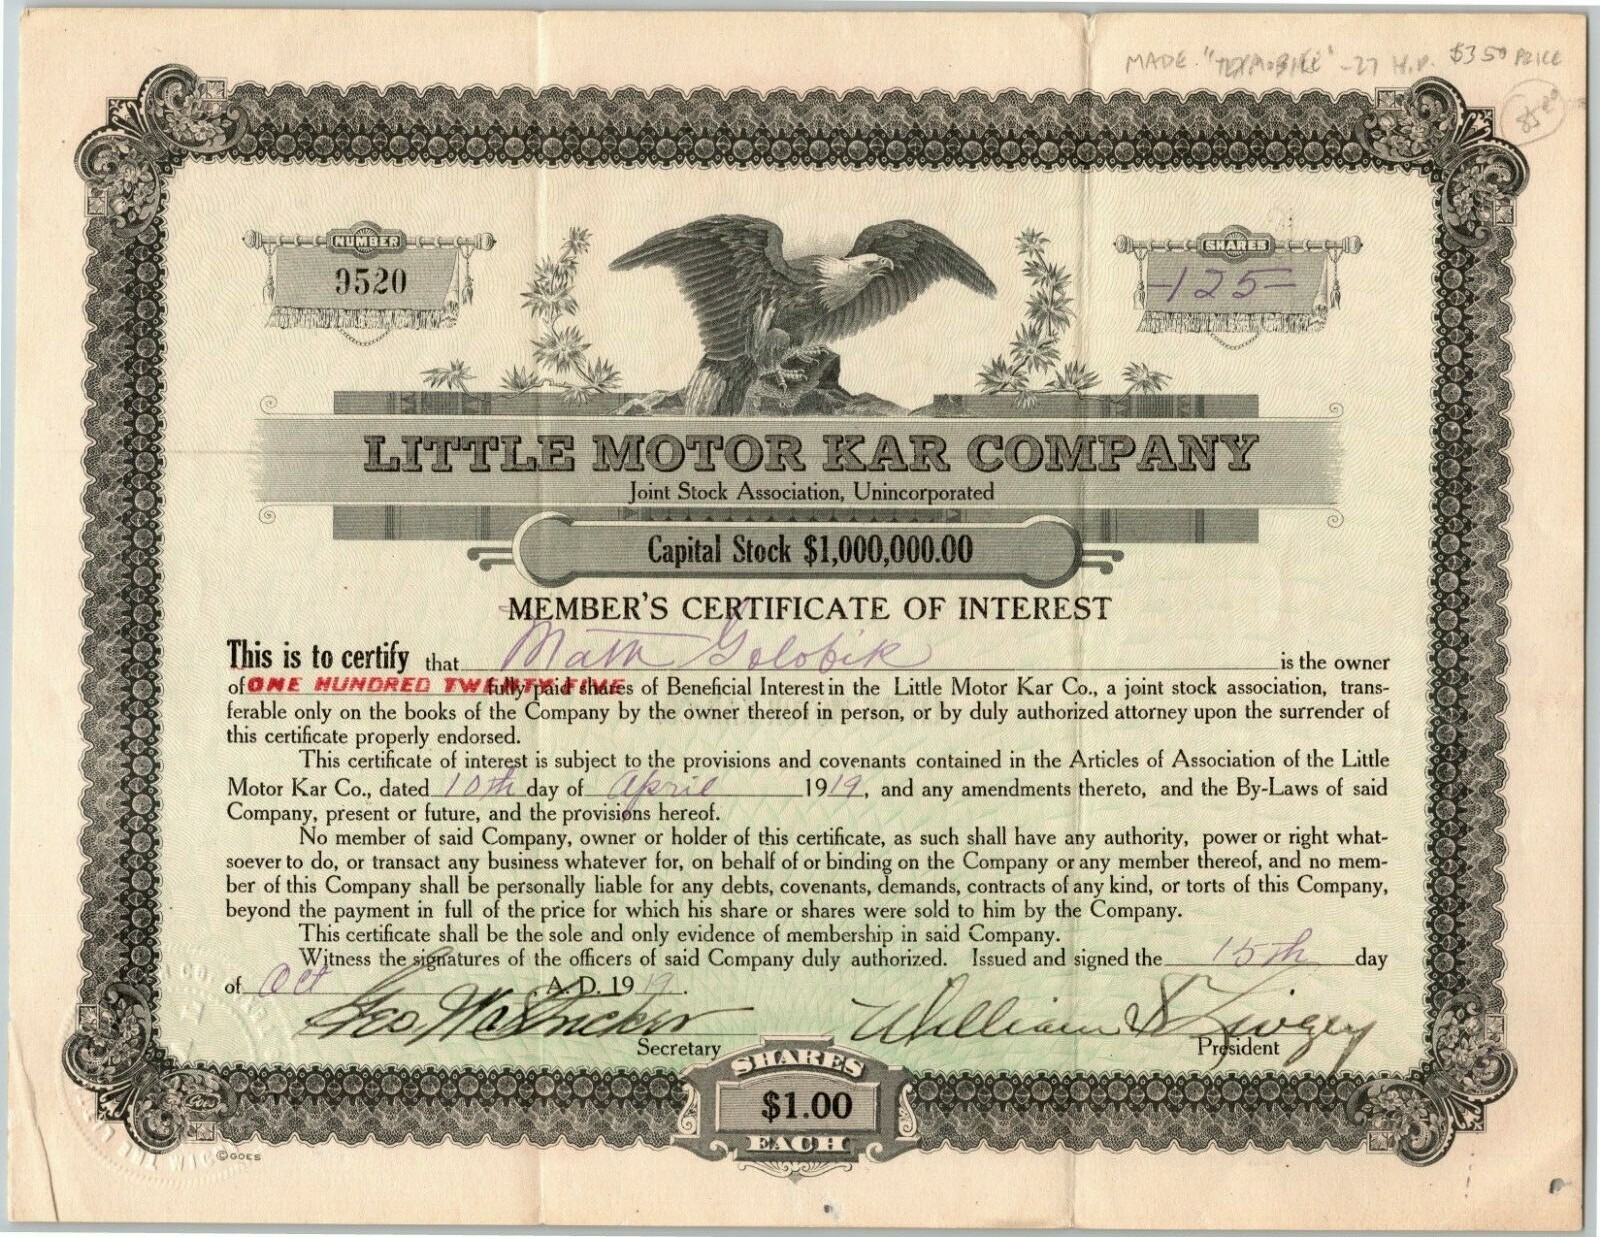 MADE "TEXMOBILE" - 27 H.P. $350 PRICE
NUMBER
9520
SHARES
-125-
LITTLE MOTOR KAR COMPANY
Joint Stock Association, Unincorporated
Capital Stock $1,000,000.00
MEMBER'S CERTIFICATE OF INTEREST
This is to certify that Math Golobik is the owner
of ONE HUNDRED TWENTY FIVE fully paid shares of Beneficial Interest in the Little Motor Kar Co., a joint stock association, trans-
ferable only on the books of the Company by the owner thereof in person, or by duly authorized attorney upon the surrender of
this certificate properly endorsed.
This certificate of interest is subject to the provisions and covenants contained in the Articles of Association of the Little
Motor Kar Co., dated 10th day of April 1919, and any amendments thereto, and the By-Laws of said
Company, present or future, and the provisions hereof.
No member of said Company, owner or holder of this certificate, as such shall have any authority, power or right what-
soever to do, or transact any business whatever for, on behalf of or binding on the Company or any member thereof, and no mem-
ber of this Company shall be personally liable for any debts, covenants, demands, contracts of any kind, or torts of this Company,
beyond the payment in full of the price for which his share or shares were sold to him by the Company.
This certificate shall be the sole and only evidence of membership in said Company.
Witness the signatures of the officers of said Company duly authorized. Issued and signed the 15th day
of Oct A.D. 1919.
Geo. W. Stricker William S Livezey
Secretary President
SHARES
$1.00
EACH
©GOES